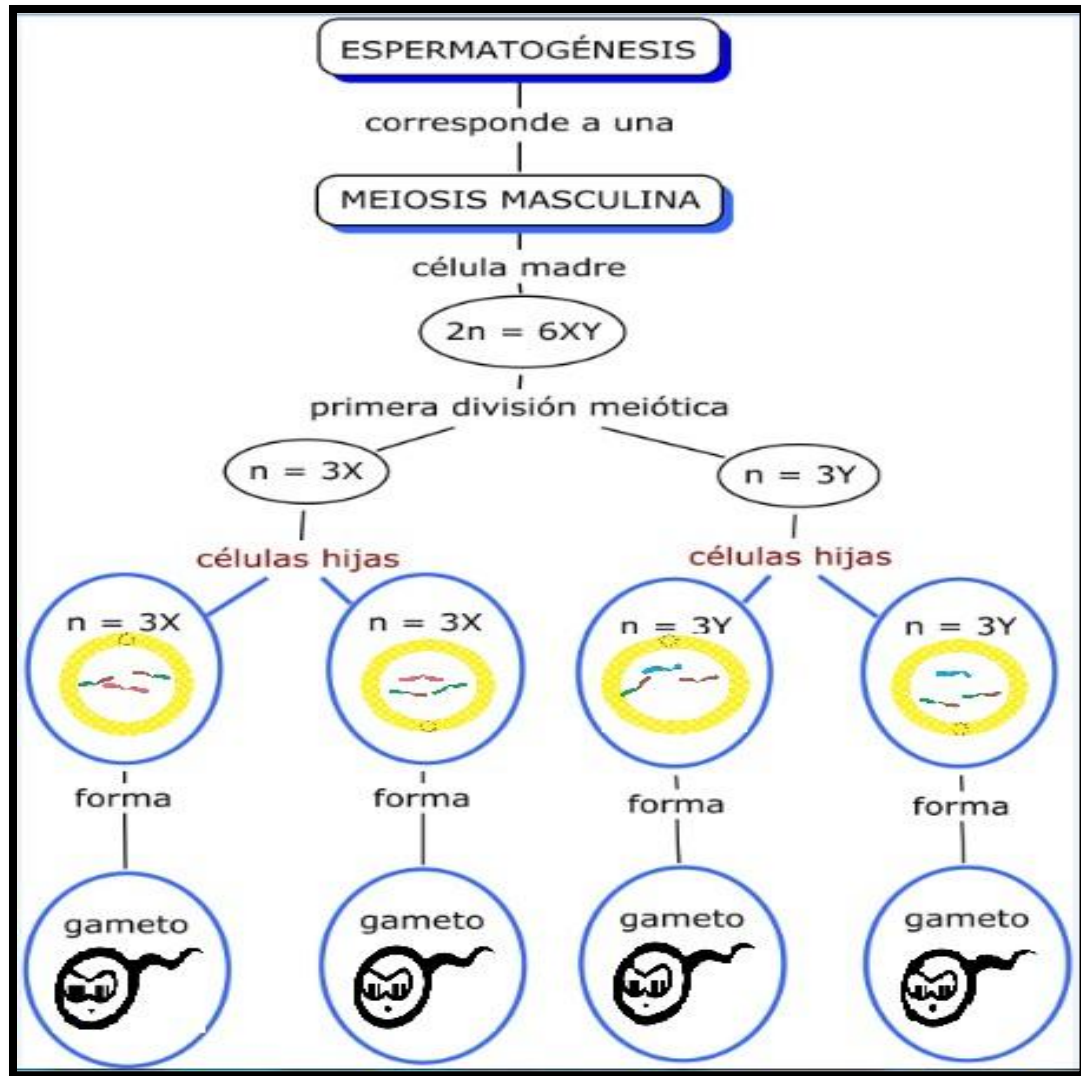 ESPERMATOGÉNESIS
corresponde a una
MEIOSIS MASCULINA
célula madre
2n = 6XY
primera división meiótica
n = 3X
n = 3Y
células hijas
células hijas
n = 3X
n = 3X
n = 3Y
n = 3Y
forma
forma
forma
forma
gameto
gameto
gameto
gameto